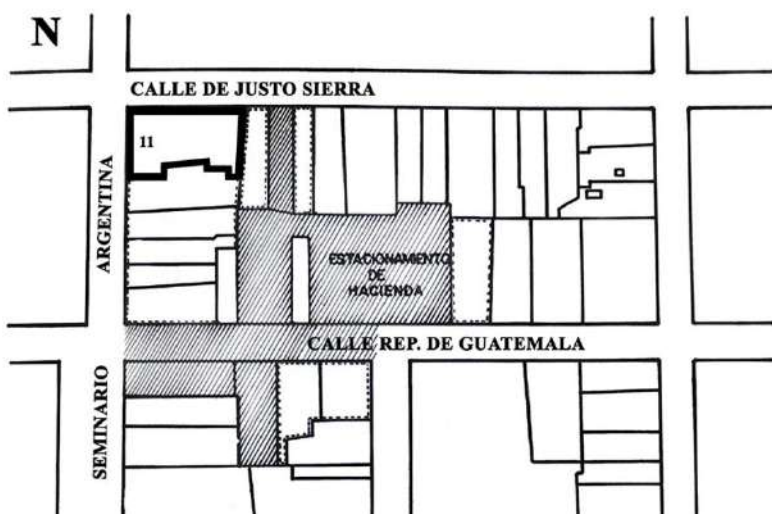 N
CALLE DE JUSTO SIERRA
11
ARGENTINA
ESTACIONAMIENTO
DE
HACIENDA
CALLE REP. DE GUATEMALA
SEMINARIO